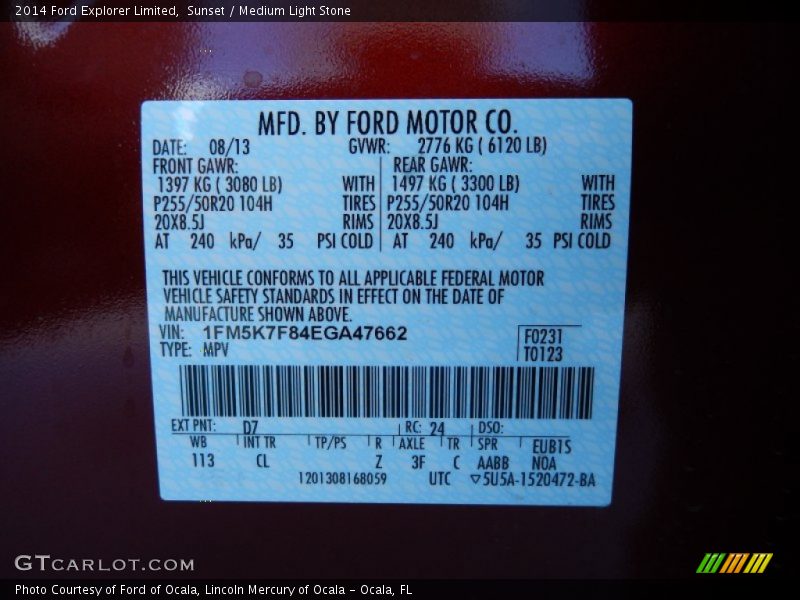 2014 Ford Explorer Limited,  Sunset / Medium Light Stone
MFD. BY FORD MOTOR CO.
DATE: 08/13 GVWR: 2776 KG ( 6120 LB)
FRONT GAWR: REAR GAWR:
1397 KG ( 3080 LB) WITH 1497 KG ( 3300 LB) WITH
P255/50R20 104H TIRES P255/50R20 104H TIRES
20X8.5J RIMS 20X8.5J RIMS
AT 240 kPa/ 35 PSI COLD AT 240 kPa/ 35 PSI COLD
THIS VEHICLE CONFORMS TO ALL APPLICABLE FEDERAL MOTOR
VEHICLE SAFETY STANDARDS IN EFFECT ON THE DATE OF
MANUFACTURE SHOWN ABOVE.
VIN: 1FM5K7F84EGA47662
TYPE: MPV
F0231
T0123
EXT PNT: D7 RC: 24 DSO:
WB INT TR TP/PS R AXLE TR SPR EUB1S
113 CL Z 3F C AABB NOA
1201308168059 UTC ▽5U5A-1520472-BA
GTCARLOT.COM
Photo Courtesy of Ford of Ocala, Lincoln Mercury of Ocala - Ocala, FL